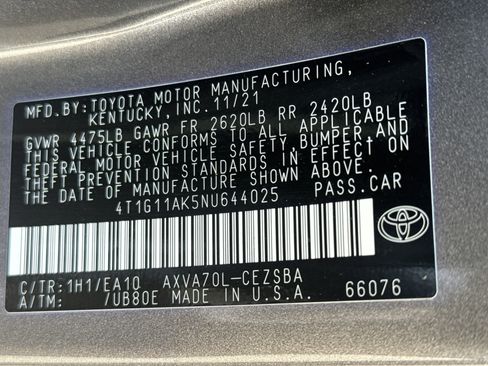 MFD.BY:TOYOTA MOTOR MANUFACTURING,
KENTUCKY, INC.11/21
GVWR 4475LB GAWR FR 2620LB RR 2420LB
THIS VEHICLE CONFORMS TO ALL APPLICABLE
FEDERAL MOTOR VEHICLE SAFETY,BUMPER,AND
THEFT PREVENTION STANDARDS IN EFFECT ON
THE DATE OF MANUFACTURE SHOWN ABOVE.
4T1G11AK5NU644025 PASS.CAR
C/TR:1H1/EA10 AXVA70L-CEZSBA
A/TM: /UB80E MADE IN U.S.A. 66076
TOYOTA